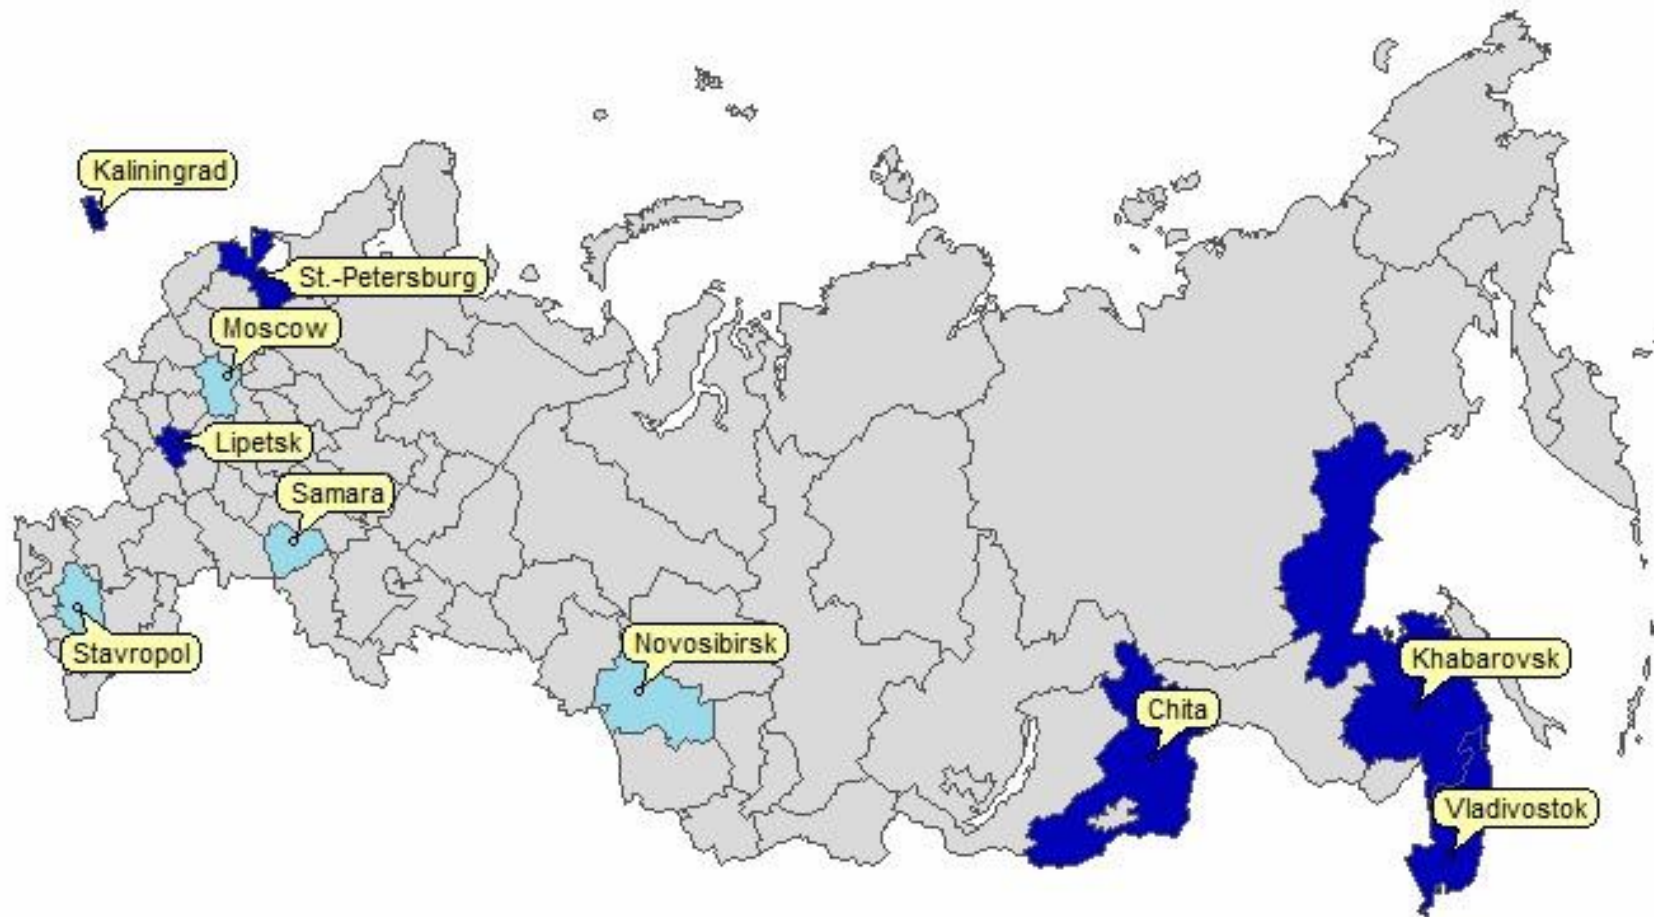 Kaliningrad
St.-Petersburg
Moscow
Lipetsk
Samara
Stavropol
Novosibirsk
Khabarovsk
Chita
Vladivostok